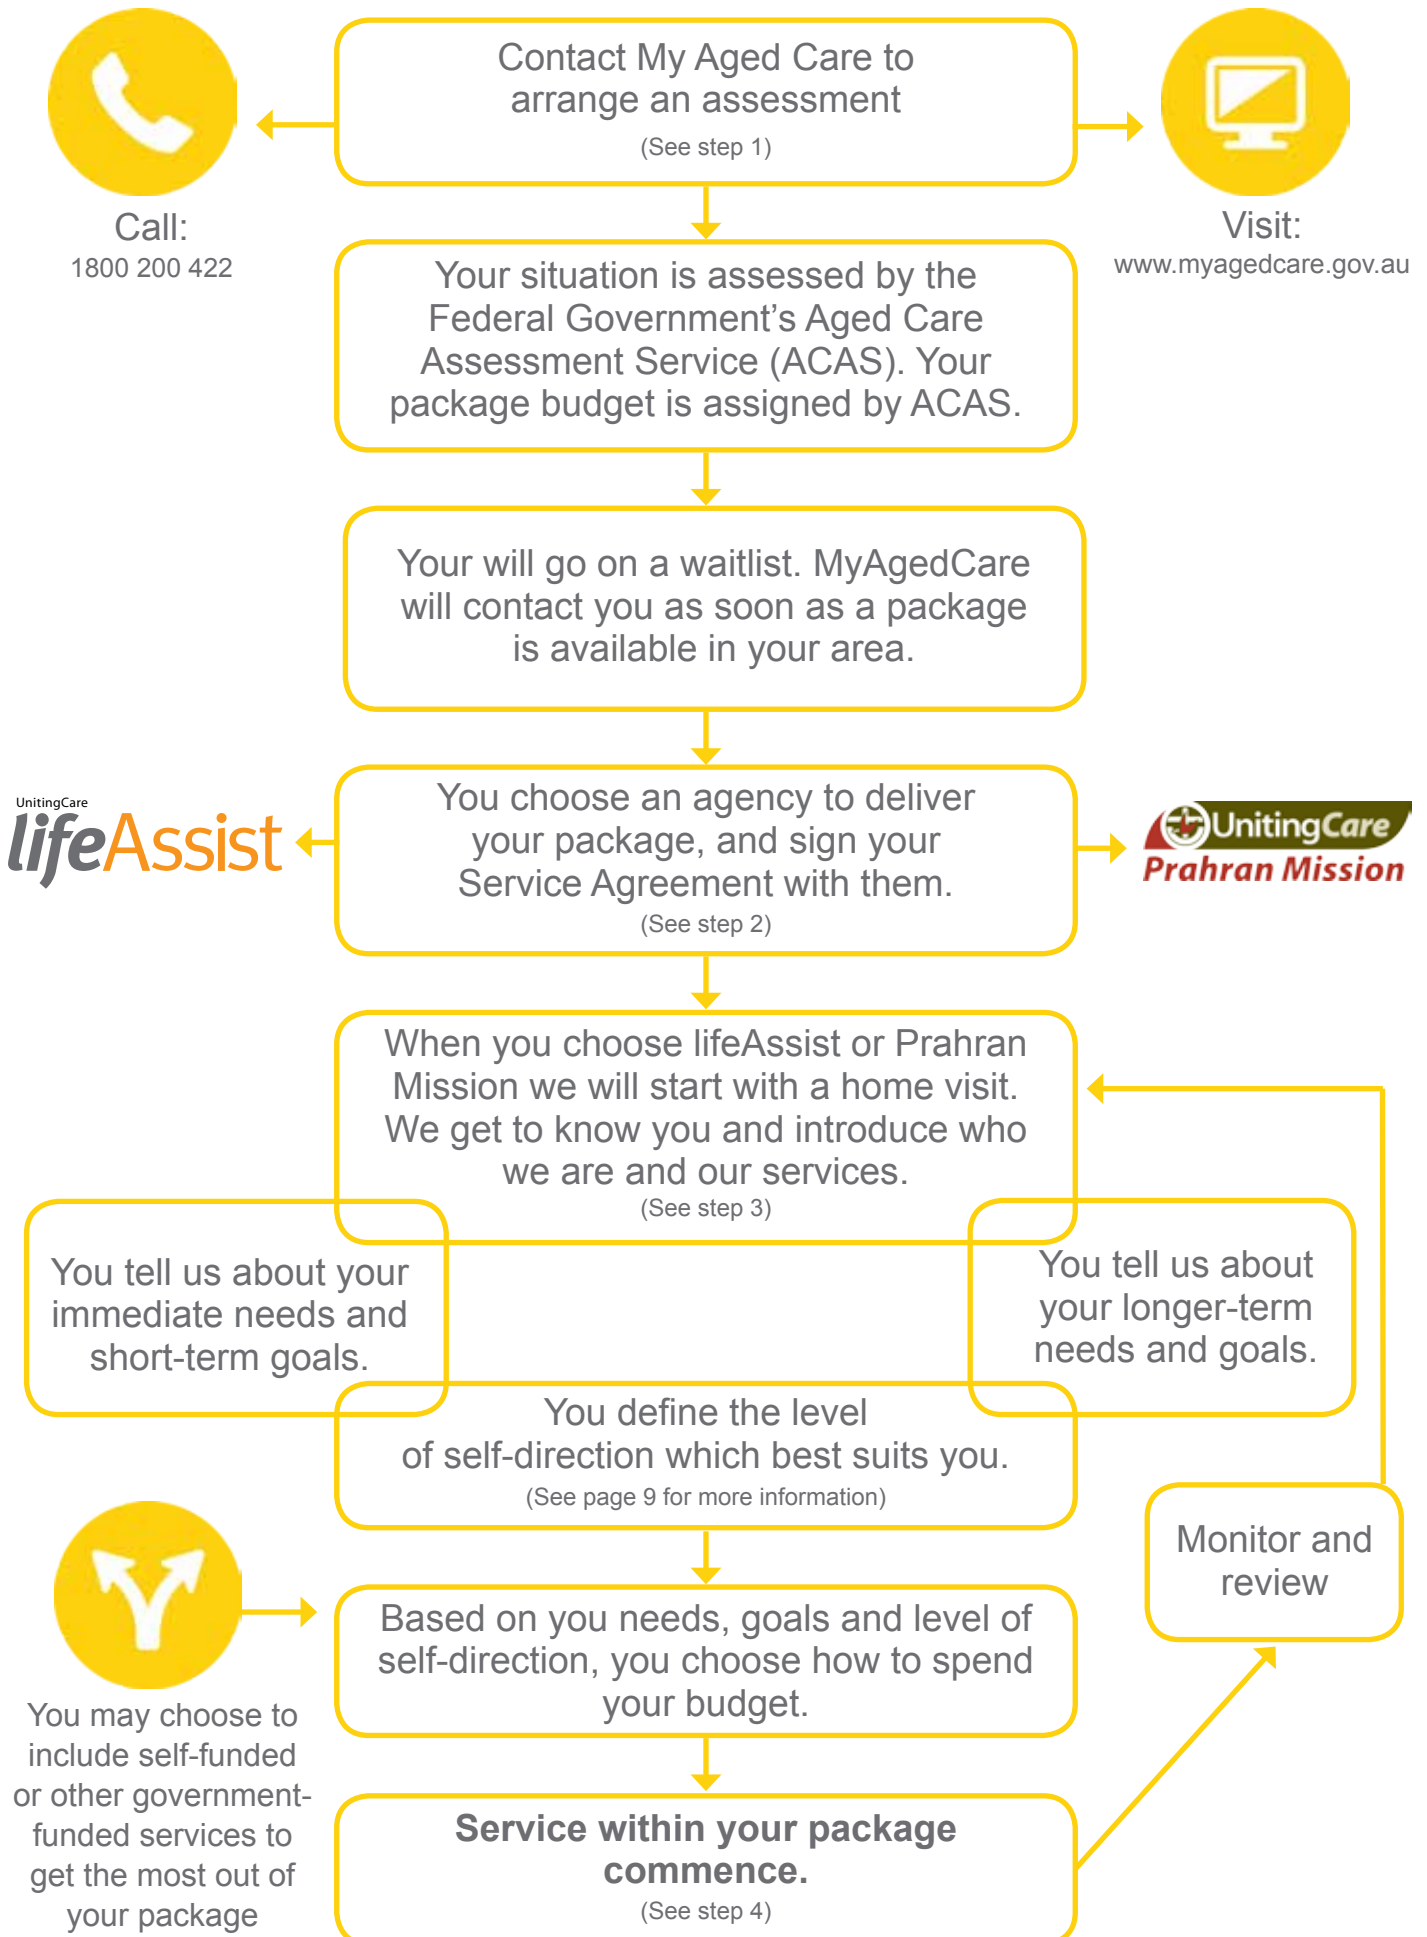 Contact My Aged Care to
arrange an assessment
(See step 1)
Call:
1800 200 422
Visit:
www.myagedcare.gov.au
Your situation is assessed by the
Federal Government’s Aged Care
Assessment Service (ACAS). Your
package budget is assigned by ACAS.
Your will go on a waitlist. MyAgedCare
will contact you as soon as a package
is available in your area.
You choose an agency to deliver
your package, and sign your
Service Agreement with them.
(See step 2)
UnitingCare
lifeAssist
UnitingCare
Prahran Mission
When you choose lifeAssist or Prahran
Mission we will start with a home visit.
We get to know you and introduce who
we are and our services.
(See step 3)
You tell us about your
immediate needs and
short-term goals.
You tell us about
your longer-term
needs and goals.
You define the level
of self-direction which best suits you.
(See page 9 for more information)
Monitor and
review
Based on you needs, goals and level of
self-direction, you choose how to spend
your budget.
You may choose to
include self-funded
or other government-
funded services to
get the most out of
your package
Service within your package
commence.
(See step 4)